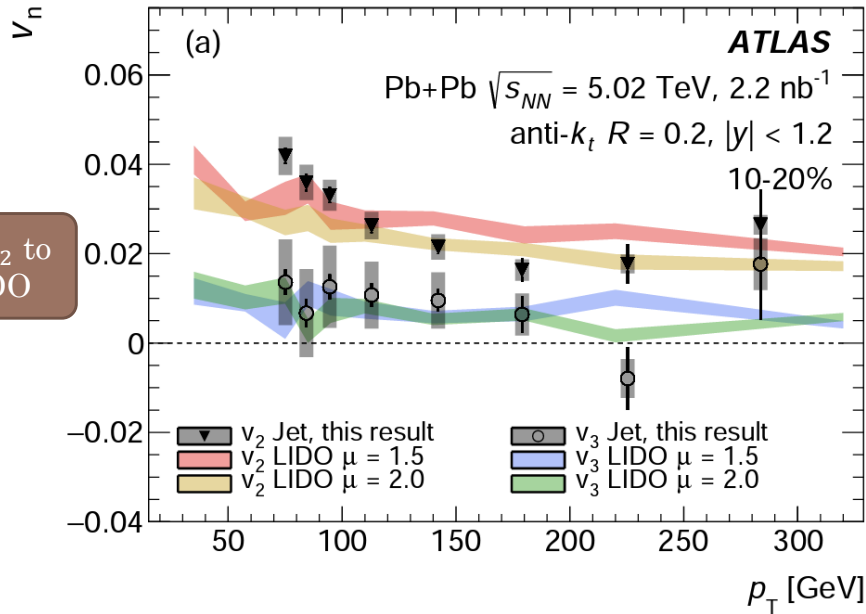 v_n
(a)
ATLAS
Pb+Pb √s_NN = 5.02 TeV, 2.2 nb⁻¹
anti-k_t R = 0.2, |y| < 1.2
10-20%
0.06
0.04
0.02
0
−0.02
−0.04
₂ to
v₂ Jet, this result
v₂ LIDO μ = 1.5
v₂ LIDO μ = 2.0
v₃ Jet, this result
v₃ LIDO μ = 1.5
v₃ LIDO μ = 2.0
50 100 150 200 250 300
p_T [GeV]